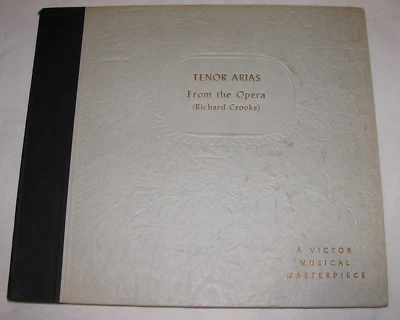 TENOR ARIAS
From the Opera
(Richard Crooks)
A VICTOR
MUSICAL
MASTERPIECE